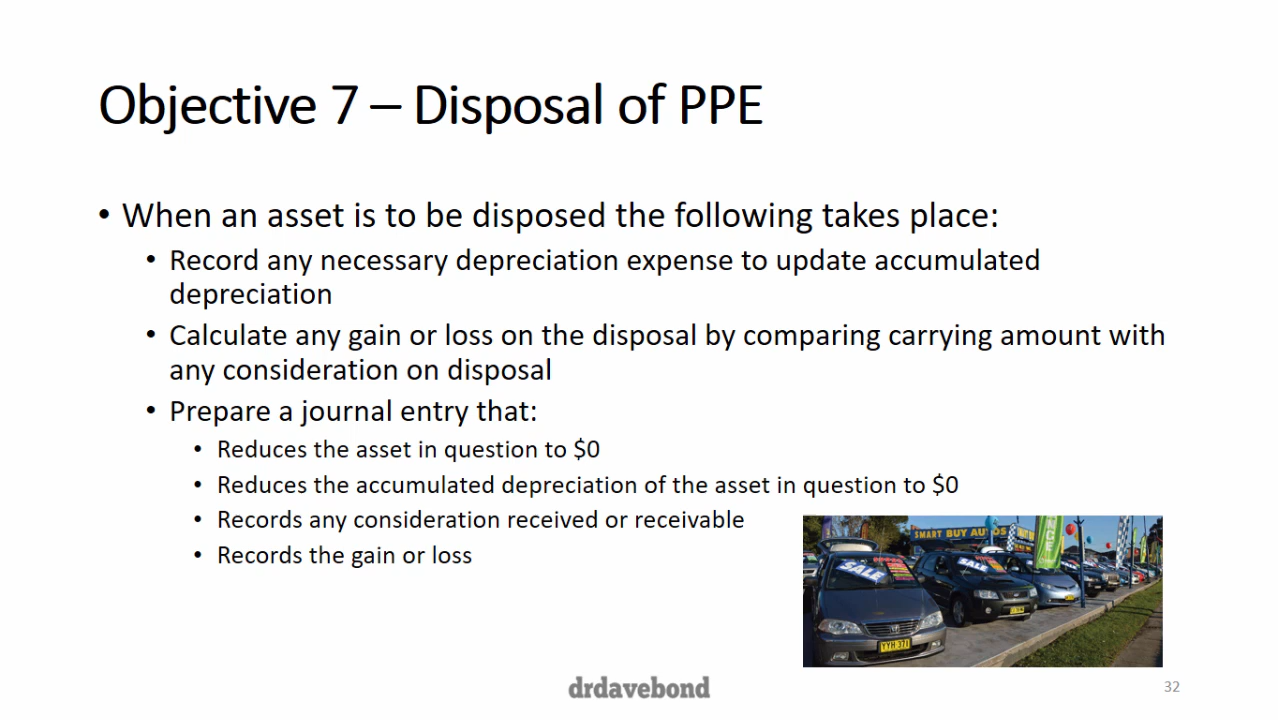 Objective 7 – Disposal of PPE
• When an asset is to be disposed the following takes place:
• Record any necessary depreciation expense to update accumulated
depreciation
• Calculate any gain or loss on the disposal by comparing carrying amount with
any consideration on disposal
• Prepare a journal entry that:
• Reduces the asset in question to $0
• Reduces the accumulated depreciation of the asset in question to $0
• Records any consideration received or receivable
• Records the gain or loss
SMART BUY AUTOS
SALE
SALE
YYH 371
drdavebond
32